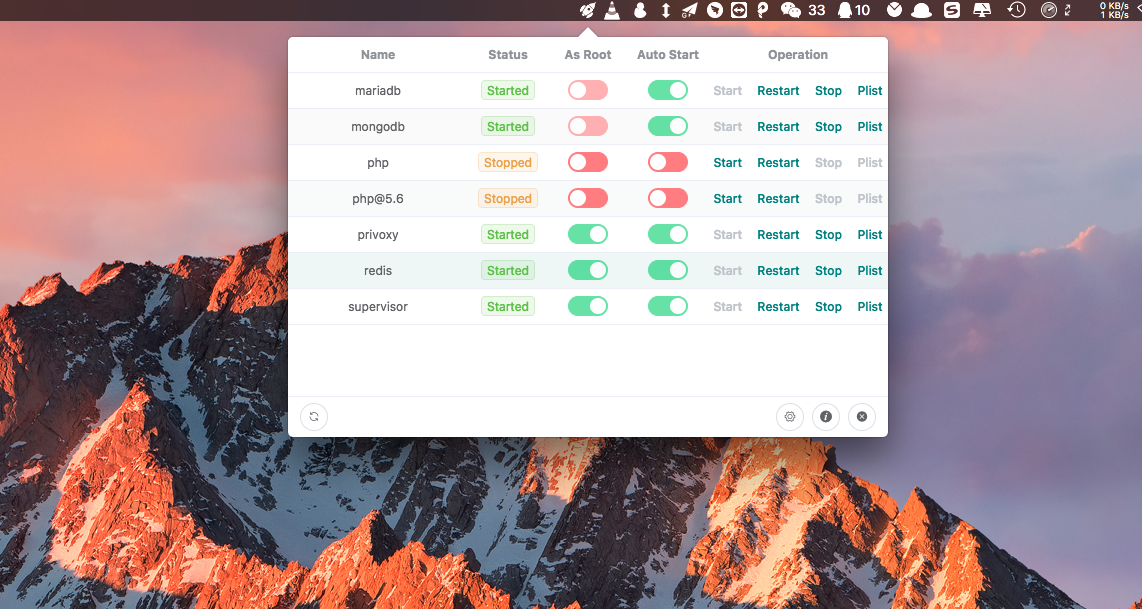 33 10 0 KB/s
1 KB/s
Name Status As Root Auto Start Operation
mariadb Started Start Restart Stop Plist
mongodb Started Start Restart Stop Plist
php Stopped Start Restart Stop Plist
php@5.6 Stopped Start Restart Stop Plist
privoxy Started Start Restart Stop Plist
redis Started Start Restart Stop Plist
supervisor Started Start Restart Stop Plist